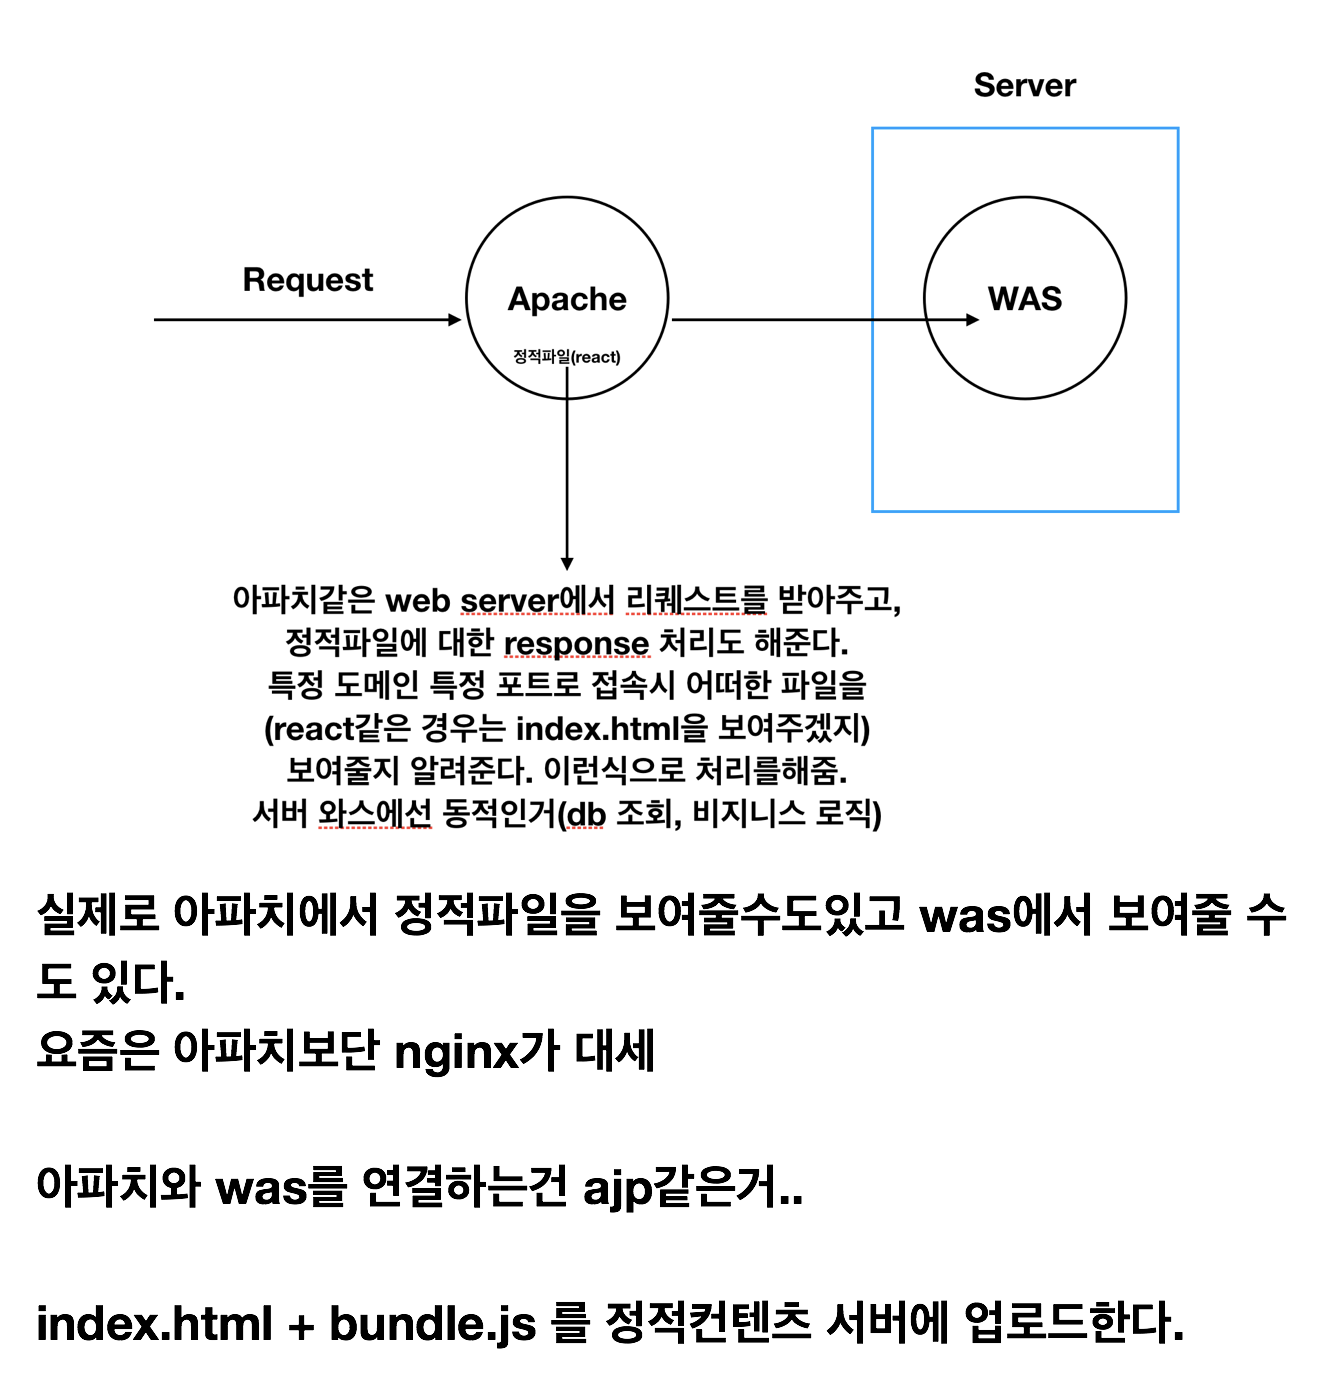 Server
Request
Apache
WAS
정적파일(react)
아파치같은 web server에서 리퀘스트를 받아주고,
정적파일에 대한 response 처리도 해준다.
특정 도메인 특정 포트로 접속시 어떠한 파일을
(react같은 경우는 index.html을 보여주겠지)
보여줄지 알려준다. 이런식으로 처리를해줌.
서버 와스에선 동적인거(db 조회, 비지니스 로직)
실제로 아파치에서 정적파일을 보여줄수도있고 was에서 보여줄 수
도 있다.
요즘은 아파치보단 nginx가 대세
아파치와 was를 연결하는건 ajp같은거..
index.html + bundle.js 를 정적컨텐츠 서버에 업로드한다.